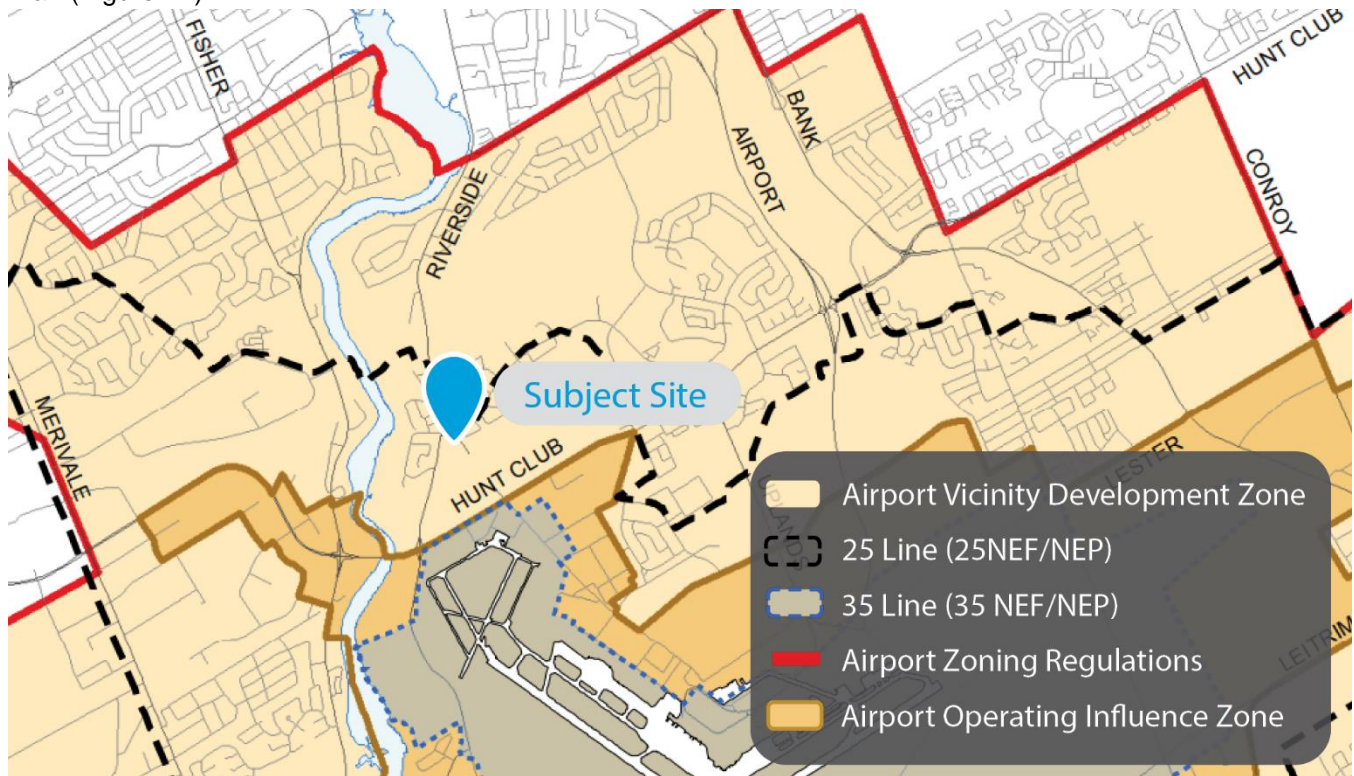 FISHER
HUNT CLUB
BANK
AIRPORT
CONROY
RIVERSIDE
Subject Site
MERIVALE
HUNT CLUB
LESTER
Airport Vicinity Development Zone
25 Line (25NEF/NEP)
35 Line (35 NEF/NEP)
Airport Zoning Regulations
Airport Operating Influence Zone